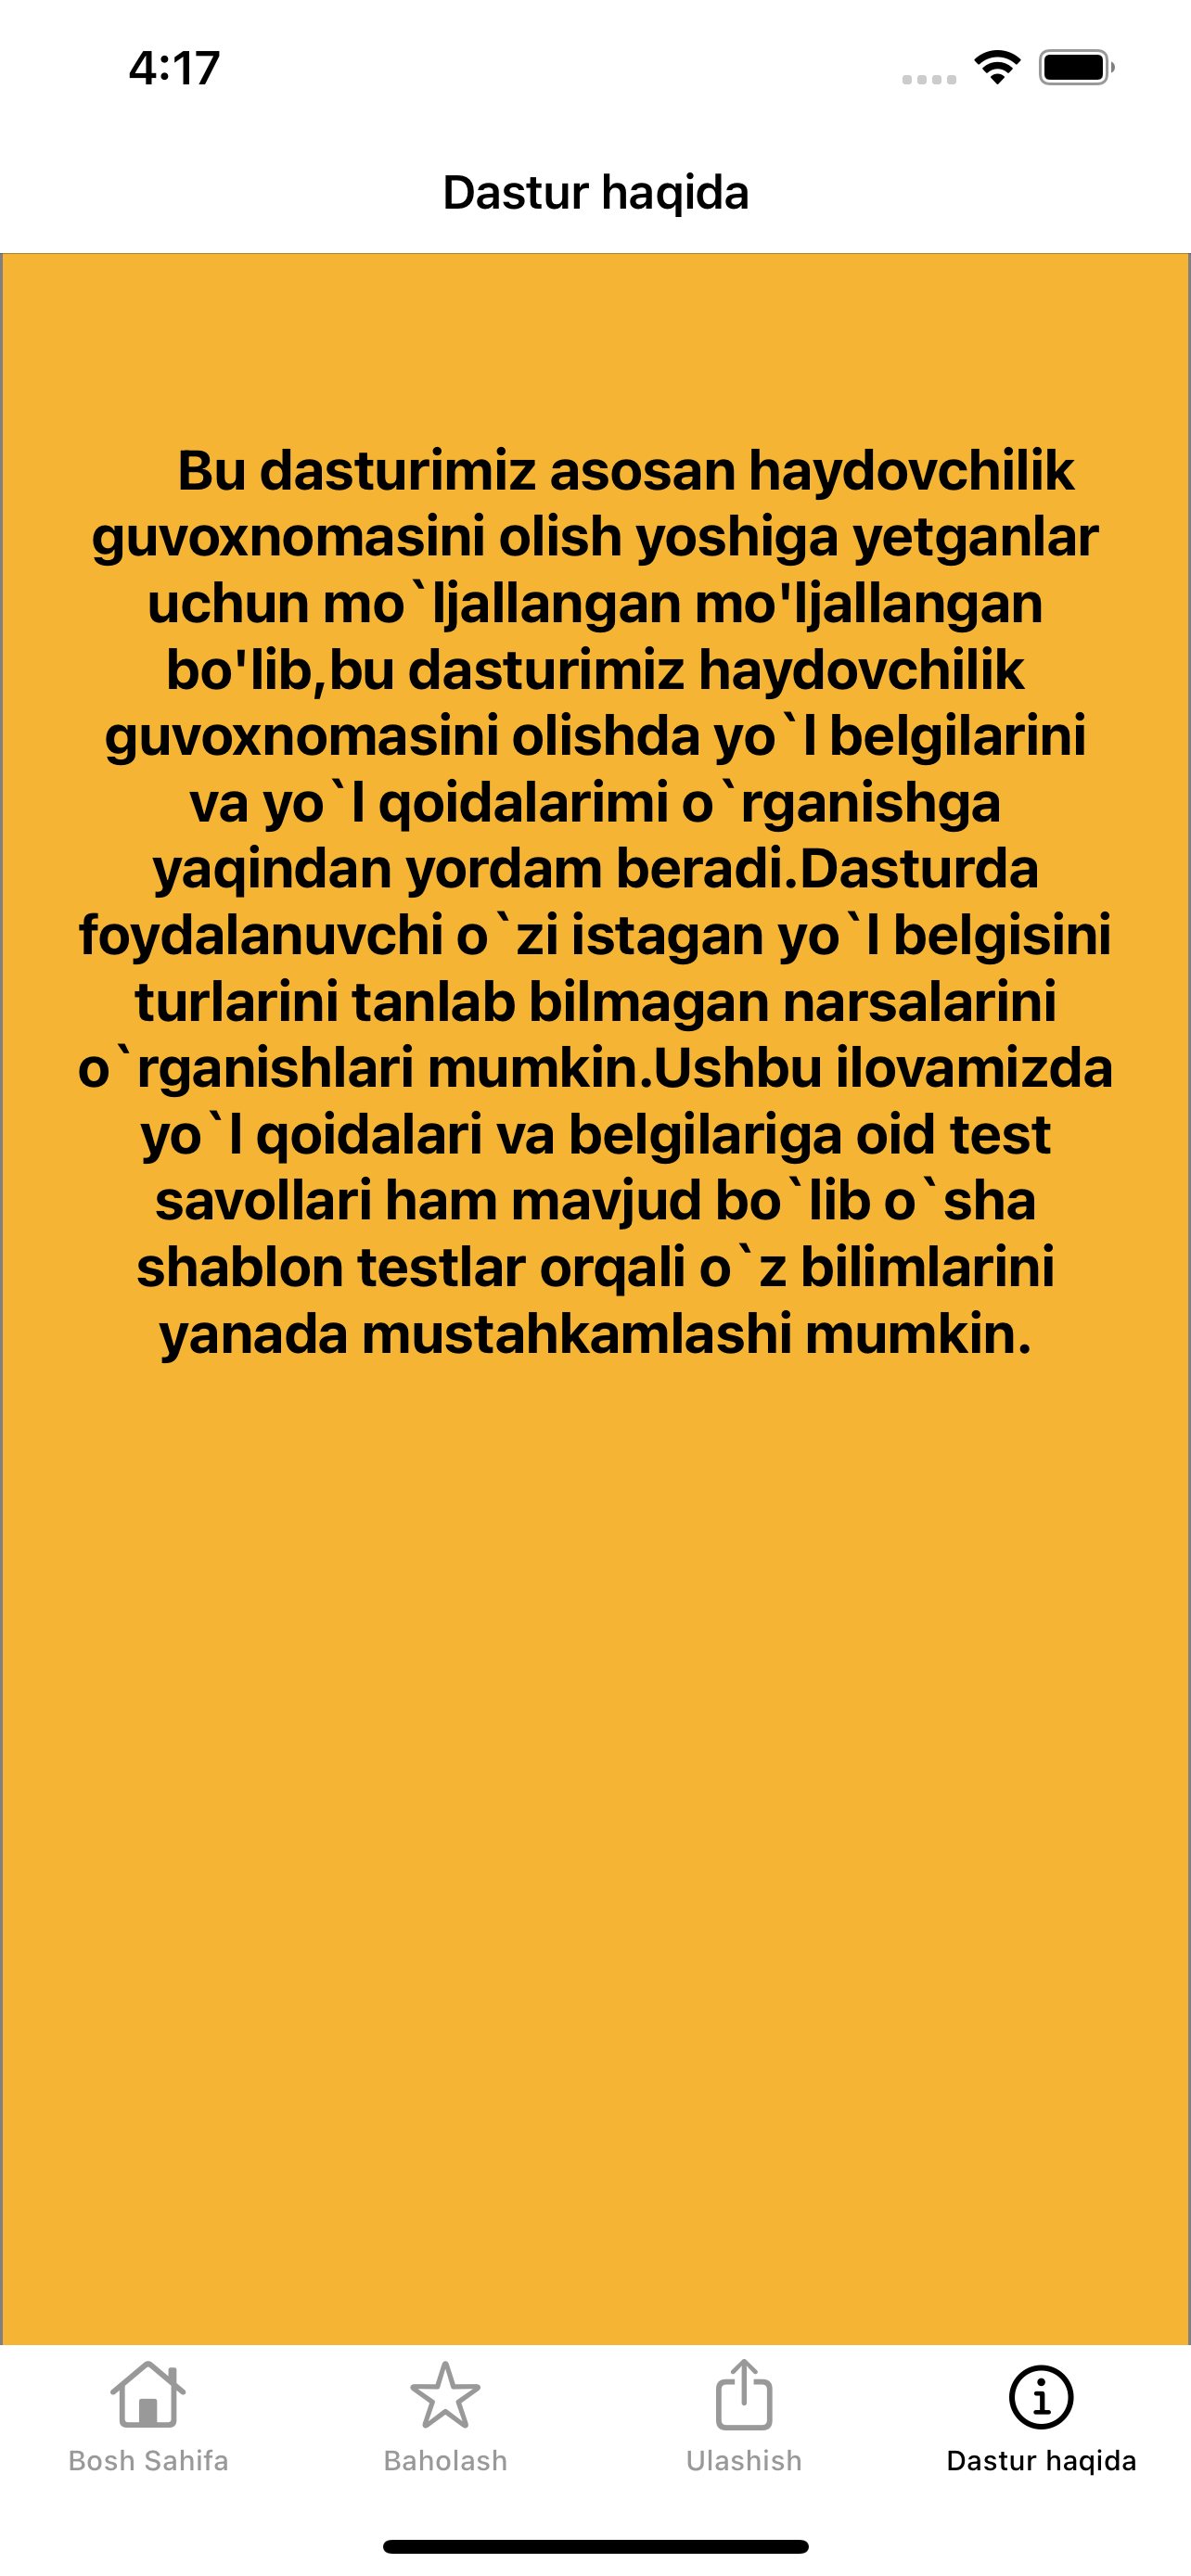 4:17
Dastur haqida
Bu dasturimiz asosan haydovchilik
guvoxnomasini olish yoshiga yetganlar
uchun mo`ljallangan mo'ljallangan
bo'lib,bu dasturimiz haydovchilik
guvoxnomasini olishda yo`l belgilarini
va yo`l qoidalarimi o`rganishga
yaqindan yordam beradi.Dasturda
foydalanuvchi o`zi istagan yo`l belgisini
turlarini tanlab bilmagan narsalarini
o`rganishlari mumkin.Ushbu ilovamizda
yo`l qoidalari va belgilariga oid test
savollari ham mavjud bo`lib o`sha
shablon testlar orqali o`z bilimlarini
yanada mustahkamlashi mumkin.
Bosh Sahifa
Baholash
Ulashish
Dastur haqida